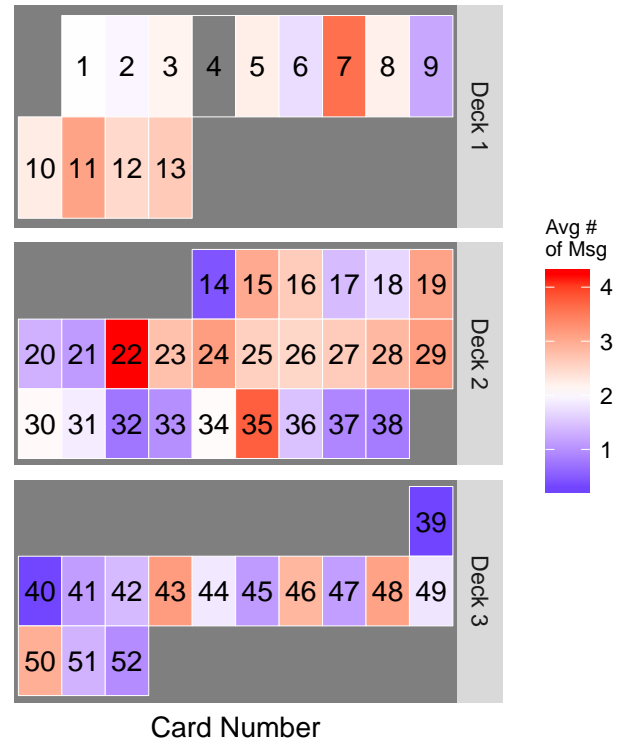 1 2 3 4 5 6 7 8 9
10 11 12 13
Deck 1
14 15 16 17 18 19
20 21 22 23 24 25 26 27 28 29
30 31 32 33 34 35 36 37 38
Deck 2
39
40 41 42 43 44 45 46 47 48 49
50 51 52
Deck 3
Card Number
Avg #
of Msg
4
3
2
1